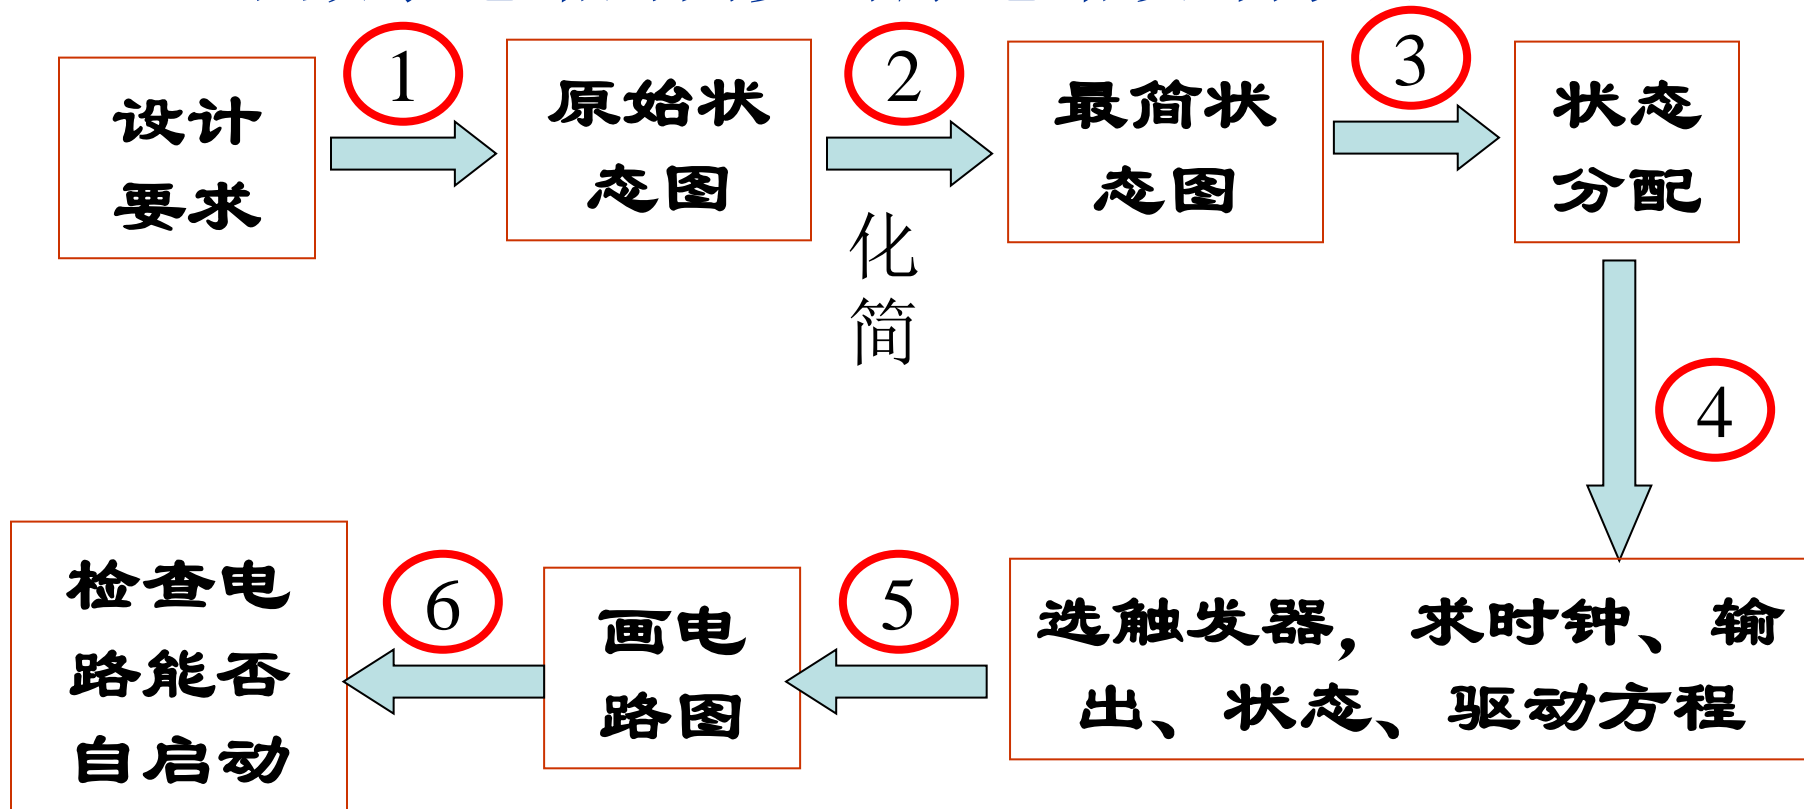 1
设计
要求
2
原始状
态图
化
简
3
最简状
态图
状态
分配
4
选触发器，求时钟、输
出、状态、驱动方程
5
画电
路图
6
检查电
路能否
自启动